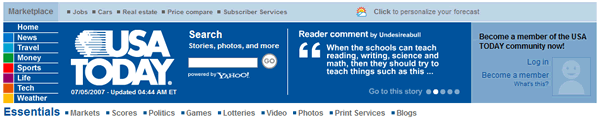 Marketplace
Jobs • Cars • Real estate • Price compare • Subscriber Services
Click to personalize your forecast
Home
News
Travel
Money
Sports
Life
Tech
Weather
USA TODAY.
07/05/2007 - Updated 04:44 AM ET
Search
Stories, photos, and more
GO
powered by YAHOO!
Reader comment by Undesireabull
When the schools can teach
reading, writing, science and
math, then they should try to
teach things such as this ...
Go to this story
Become a member of the USA
TODAY community now!
Log in
Become a member
What's this?
Essentials • Markets • Scores • Politics • Games • Lotteries • Video • Photos • Print Services • Blogs